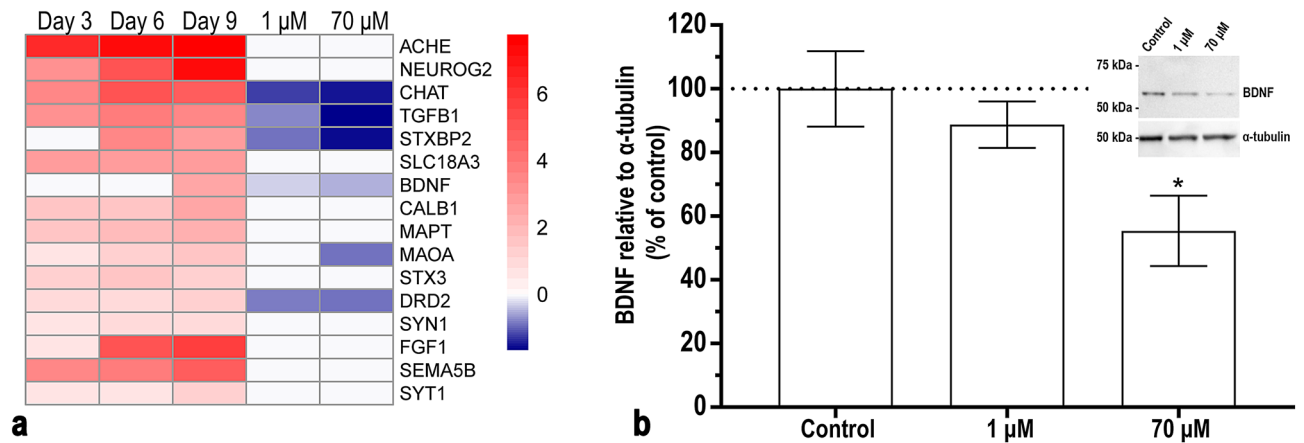 Day 3 Day 6 Day 9 1 µM 70 µM
ACHE
NEUROG2
CHAT
TGFB1
STXBP2
SLC18A3
BDNF
CALB1
MAPT
MAOA
STX3
DRD2
SYN1
FGF1
SEMA5B
SYT1
6
4
2
0
a
BDNF relative to α-tubulin
(% of control)
120
100
80
60
40
20
0
Control 1 µM 70 µM
*
Control 1 µM 70 µM
75 kDa
50 kDa
BDNF
50 kDa
α-tubulin
b